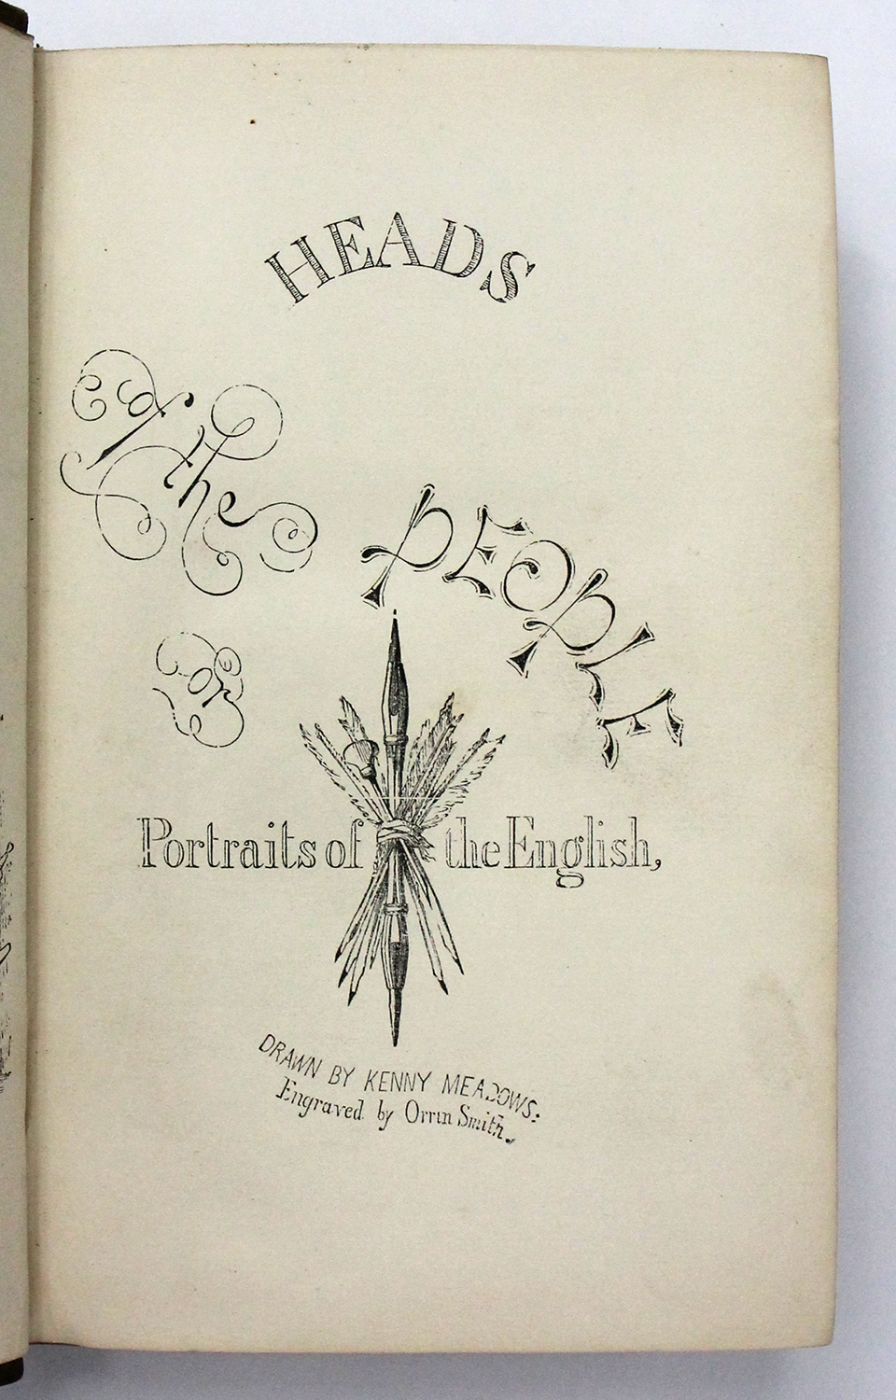 HEADS
of the
PEOPLE
or
Portraits of the English,
DRAWN BY KENNY MEADOWS:
Engraved by Orrin Smith.